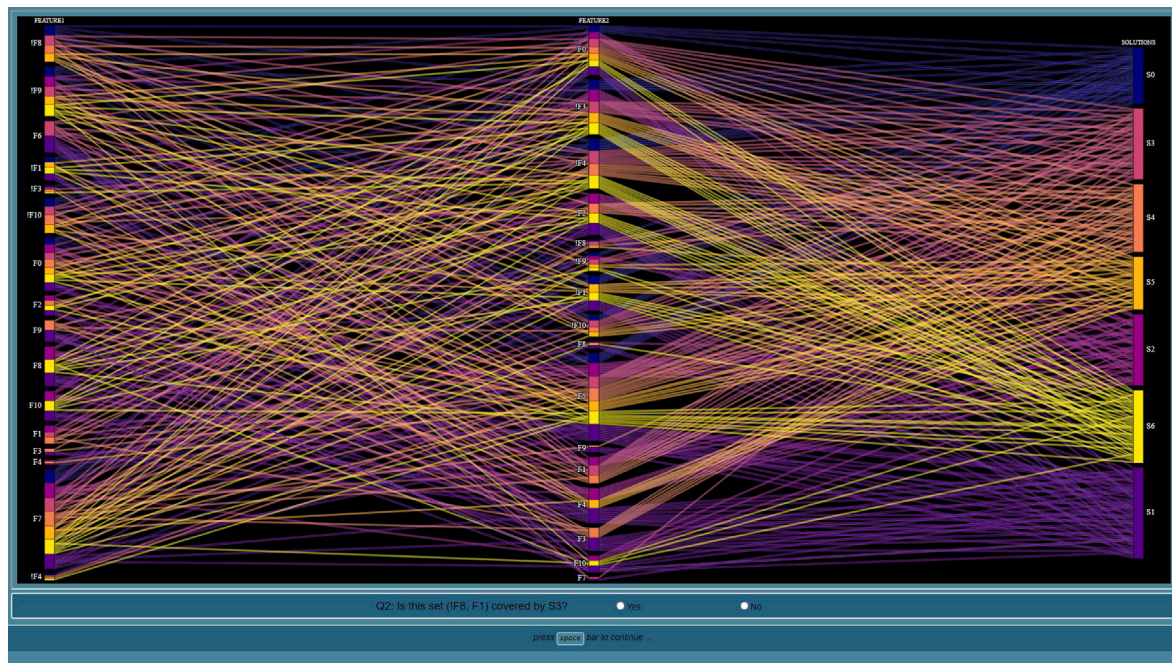 FEATURE1
!F8
!F9
F6
!F1
!F3
!F10
F0
F2
F9
F8
F10
F1
F3
F4
F7
!F4
FEATURE2
F0
!F3
!F4
F2
!F8
!F9
!F1
!F10
F8
F5
F9
F1
F4
F3
F10
F7
SOLUTIONS
S0
S3
S4
S5
S2
S6
S1
Q2: Is this set (!F8, F1) covered by S3? Yes No
press space bar to continue ...